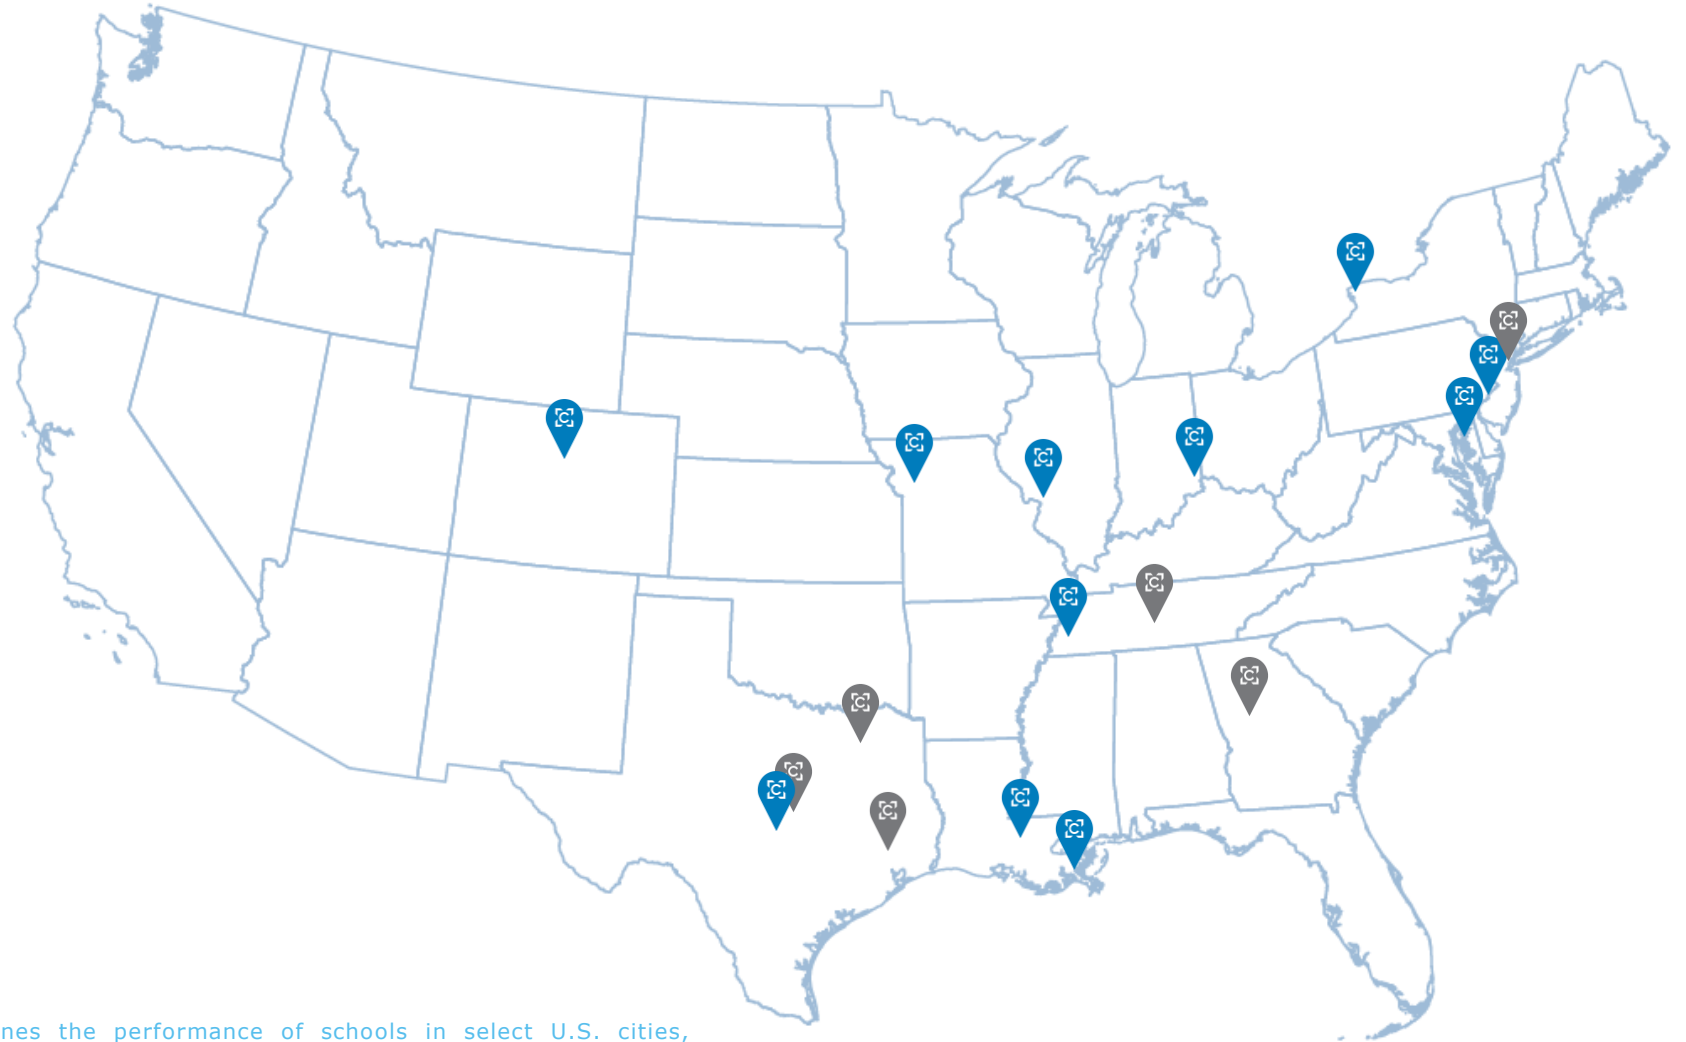 nes the performance of schools in select U.S. cities,